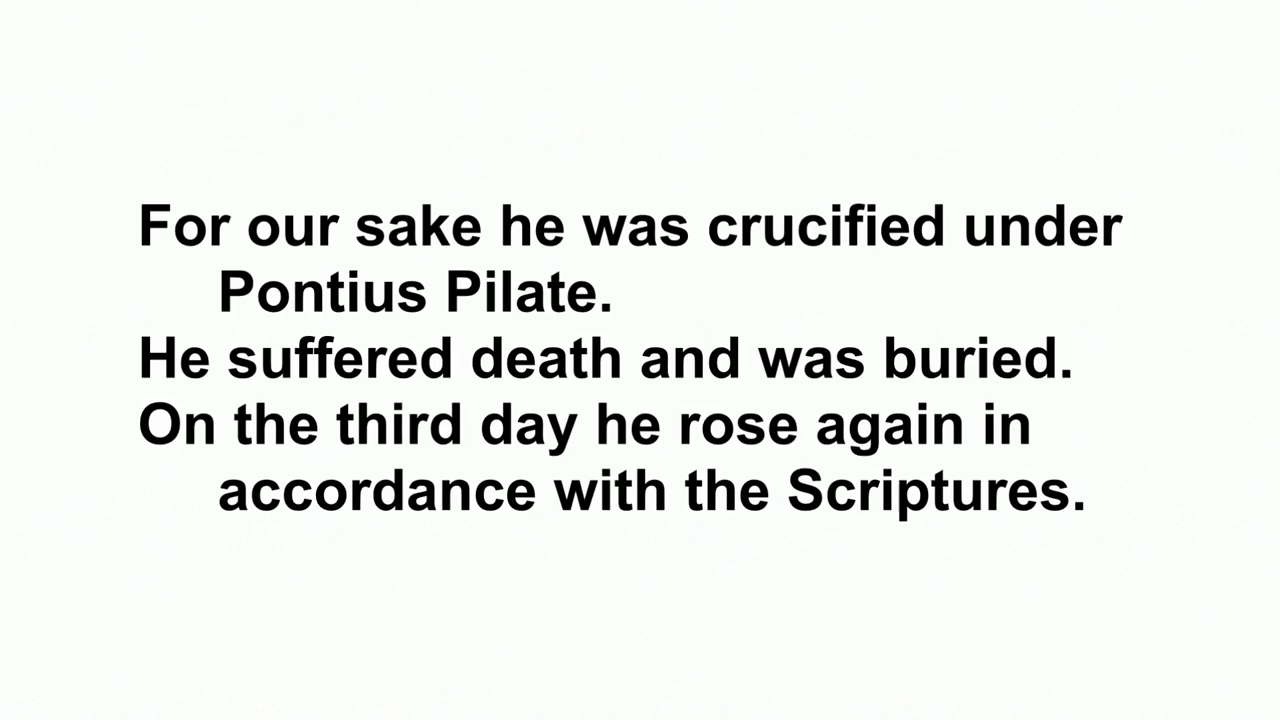 For our sake he was crucified under
Pontius Pilate.
He suffered death and was buried.
On the third day he rose again in
accordance with the Scriptures.